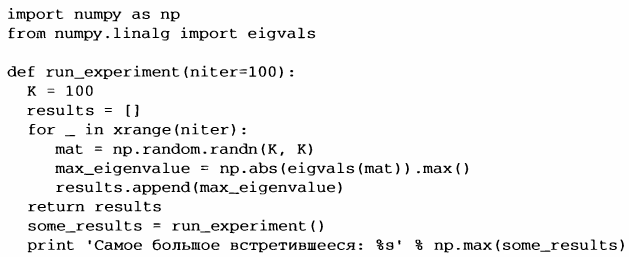 import numpy as np
from numpy.linalg import eigvals

def run_experiment(niter=100):
  K = 100
  results = []
  for _ in xrange(niter):
     mat = np.random.randn(K, K)
     max_eigenvalue = np.abs(eigvals(mat)).max()
     results.append(max_eigenvalue)
  return results
  some_results = run_experiment()
  print 'Самое большое встретившееся: %s' % np.max(some_results)